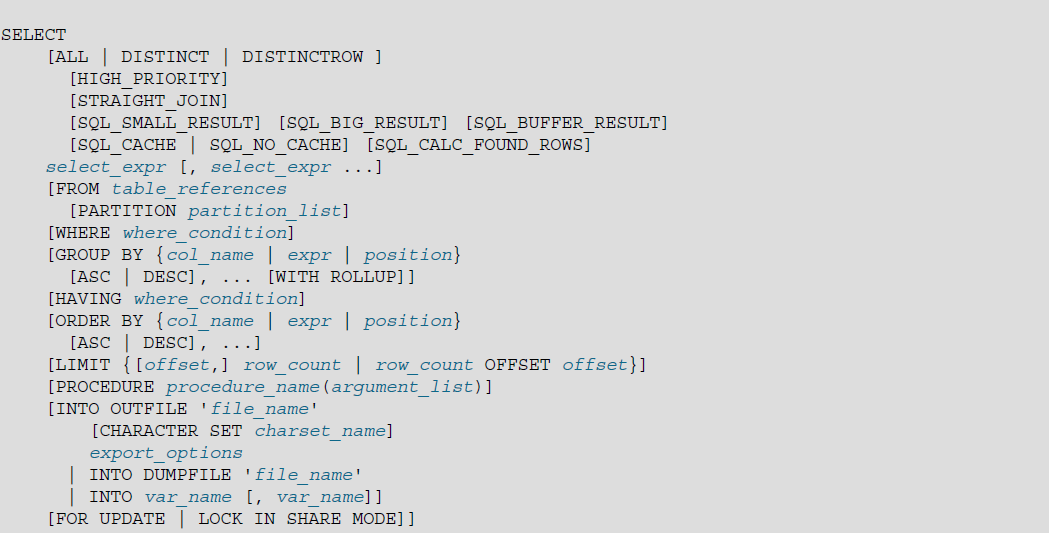 SELECT
[ALL | DISTINCT | DISTINCTROW ]
[HIGH_PRIORITY]
[STRAIGHT_JOIN]
[SQL_SMALL_RESULT] [SQL_BIG_RESULT] [SQL_BUFFER_RESULT]
[SQL_CACHE | SQL_NO_CACHE] [SQL_CALC_FOUND_ROWS]
select_expr [, select_expr ...]
[FROM table_references
[PARTITION partition_list]
[WHERE where_condition]
[GROUP BY {col_name | expr | position}
[ASC | DESC], ... [WITH ROLLUP]]
[HAVING where_condition]
[ORDER BY {col_name | expr | position}
[ASC | DESC], ...]
[LIMIT {[offset,] row_count | row_count OFFSET offset}]
[PROCEDURE procedure_name(argument_list)]
[INTO OUTFILE 'file_name'
[CHARACTER SET charset_name]
export_options
| INTO DUMPFILE 'file_name'
| INTO var_name [, var_name]]
[FOR UPDATE | LOCK IN SHARE MODE]]